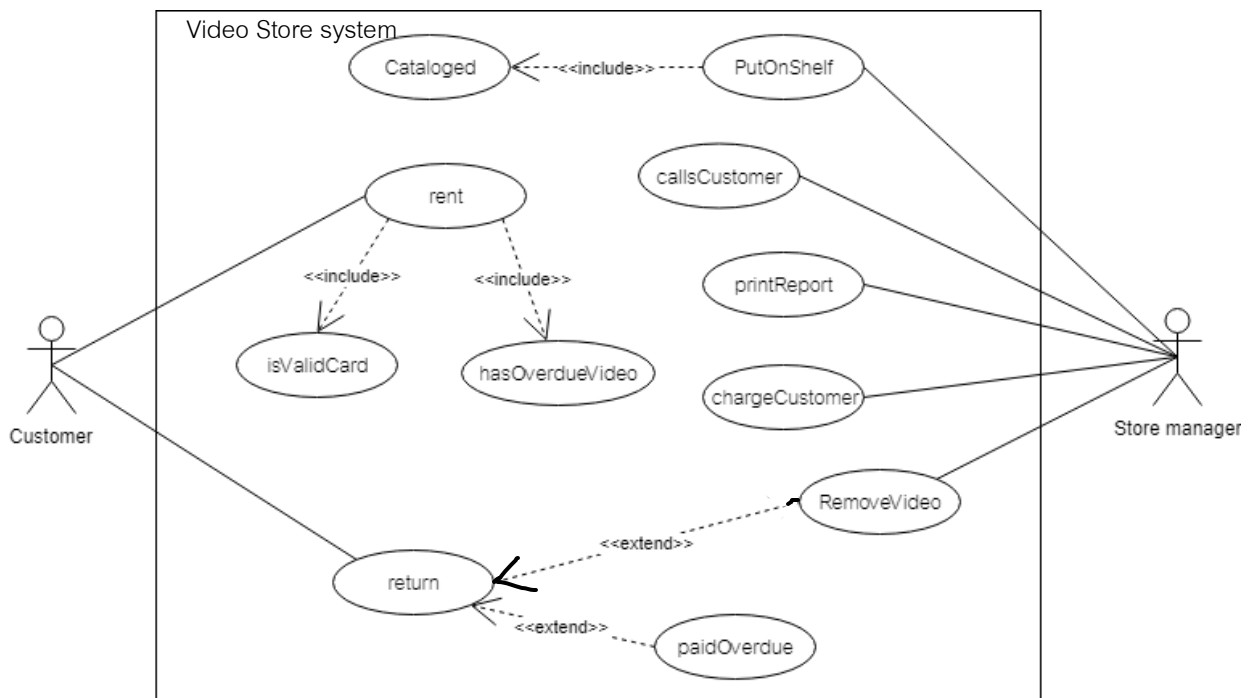 Video Store system
Cataloged
<<include>>
PutOnShelf
callsCustomer
rent
<<include>>
<<include>>
printReport
isValidCard
hasOverdueVideo
chargeCustomer
Customer
Store manager
RemoveVideo
<<extend>>
return
<<extend>>
paidOverdue